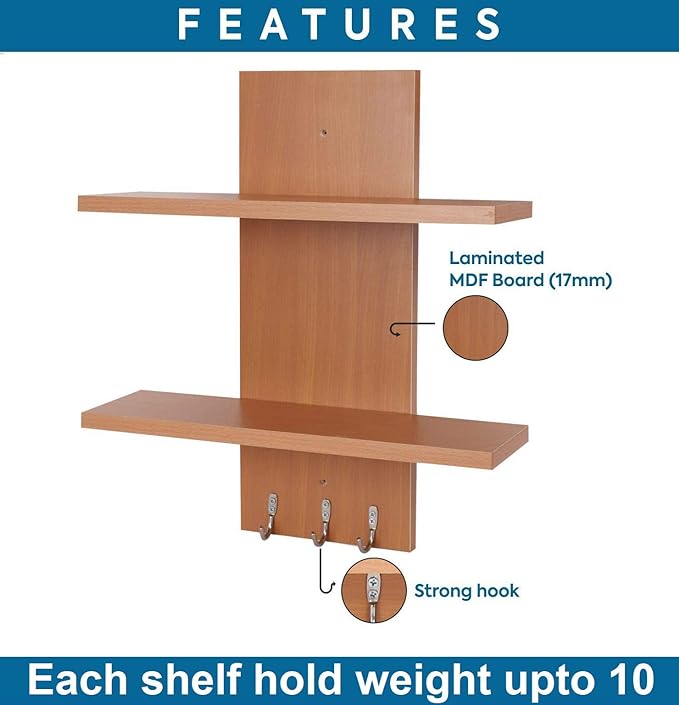 FEATURES
Laminated
MDF Board (17mm)
Strong hook
Each shelf hold weight upto 10